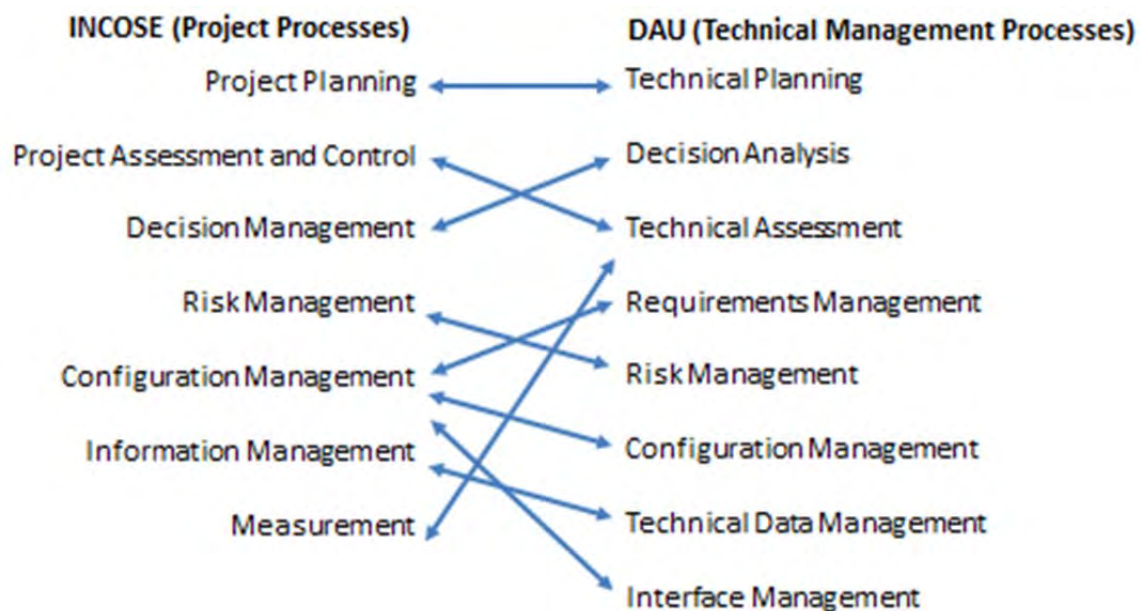 INCOSE (Project Processes)
DAU (Technical Management Processes)
Project Planning
Technical Planning
Project Assessment and Control
Decision Analysis
Decision Management
Technical Assessment
Risk Management
Requirements Management
Configuration Management
Risk Management
Information Management
Configuration Management
Measurement
Technical Data Management
Interface Management